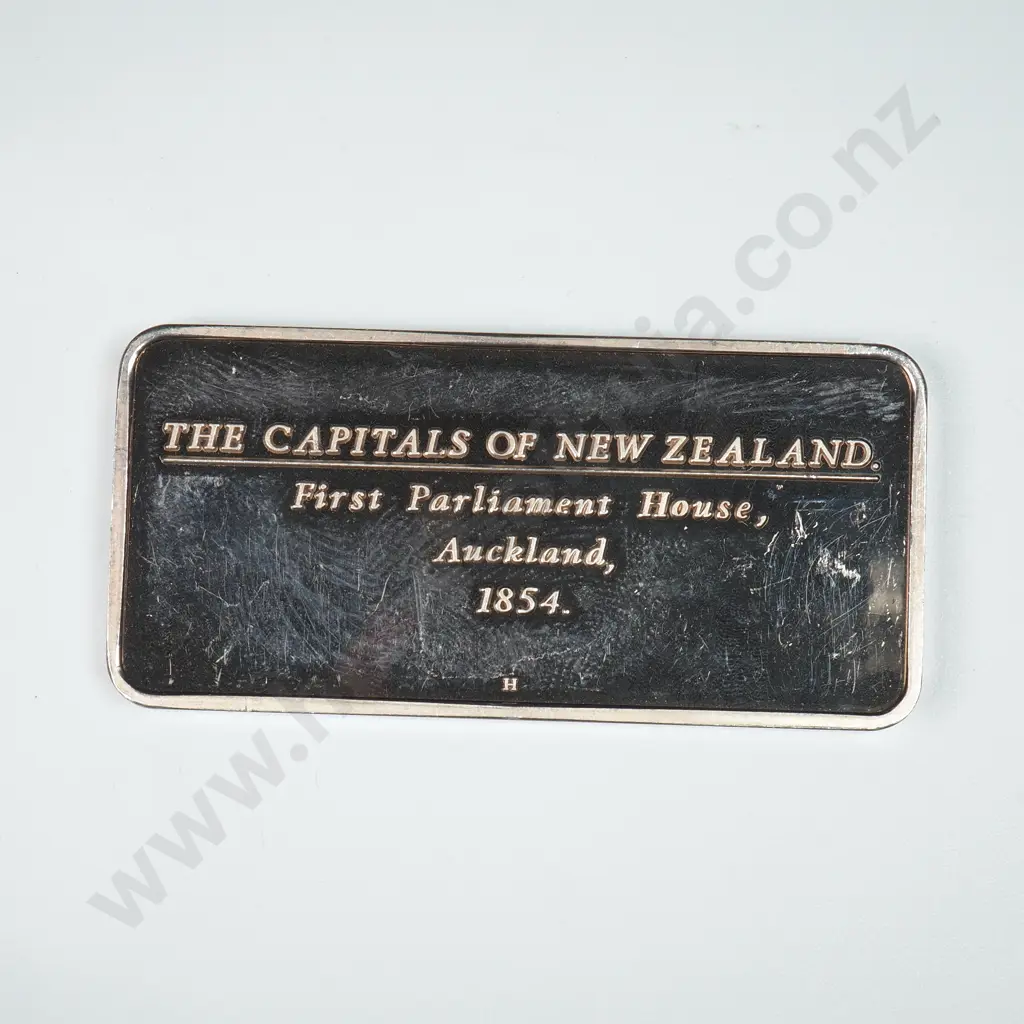 THE CAPITALS OF NEW ZEALAND.
First Parliament House,
Auckland,
1854.
H